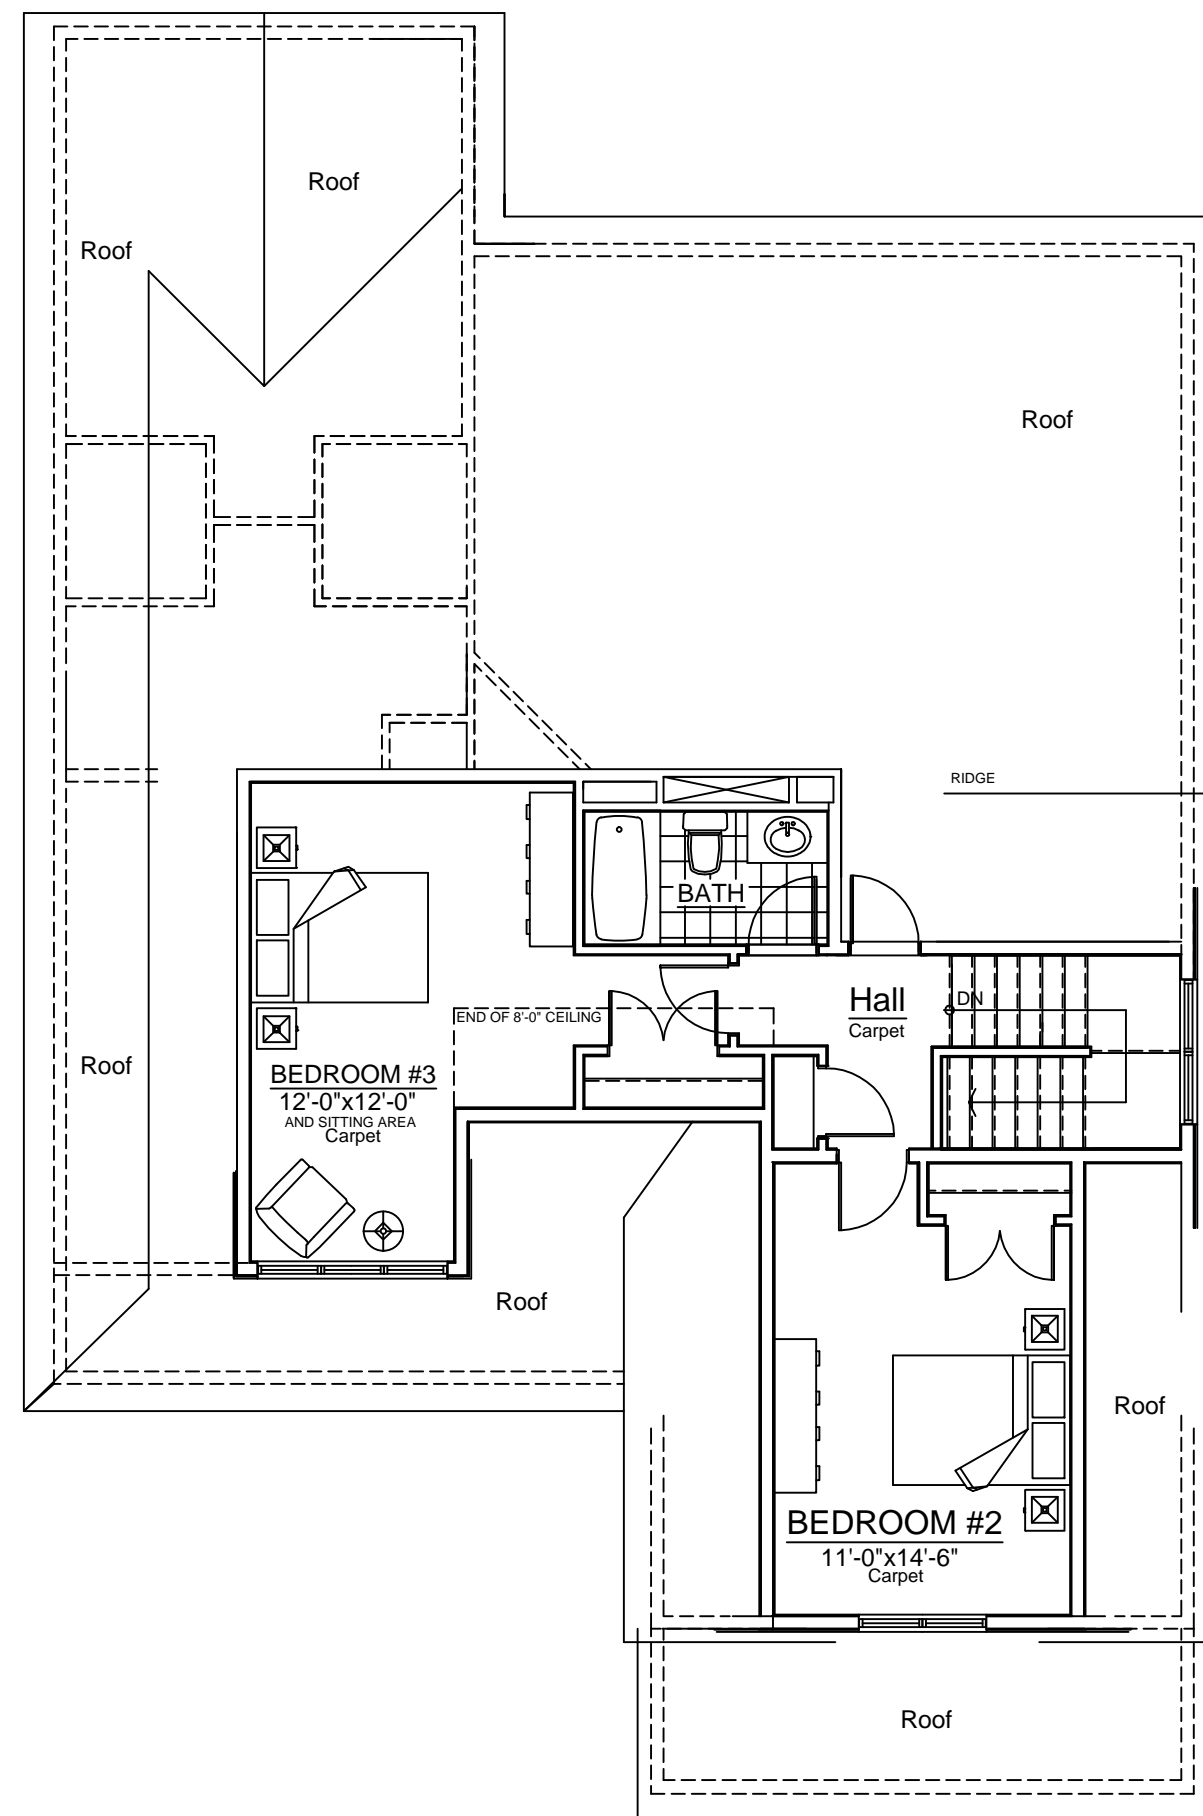 Roof
Roof
Roof
RIDGE
BATH
Hall
Carpet
DN
END OF 8'-0" CEILING
Roof
BEDROOM #3
12'-0"x12'-0"
AND SITTING AREA
Carpet
Roof
Roof
BEDROOM #2
11'-0"x14'-6"
Carpet
Roof